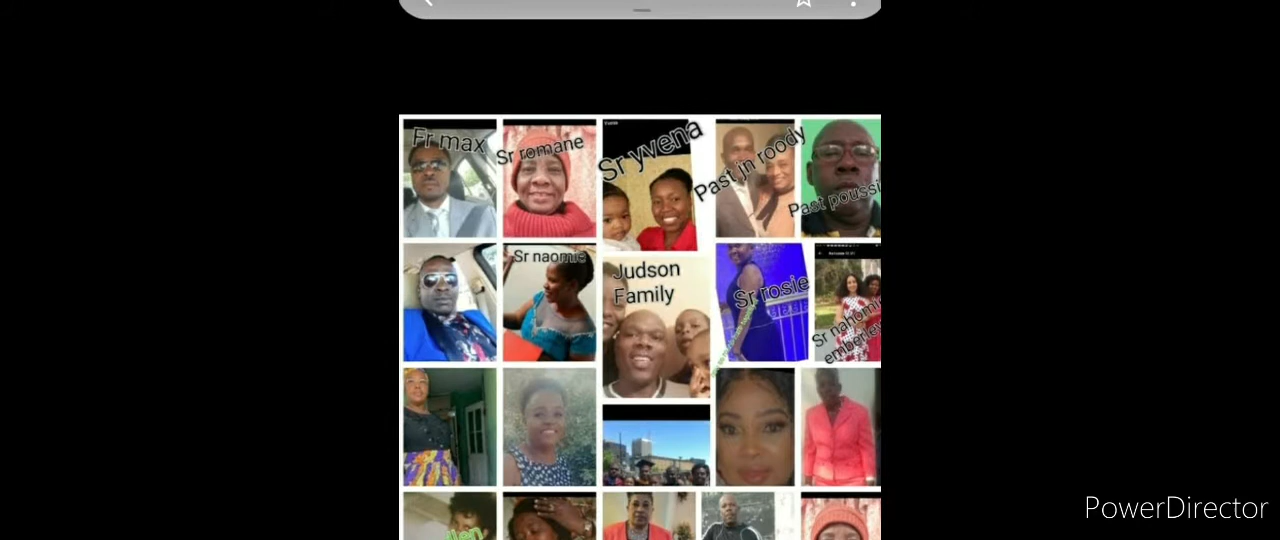 Fr max
Sr romane
Sr yvena
Past jn roody
Past poussi
Sr naomie
Judson
Family
Sr rosie
Sr nahomie
emberley
PowerDirector